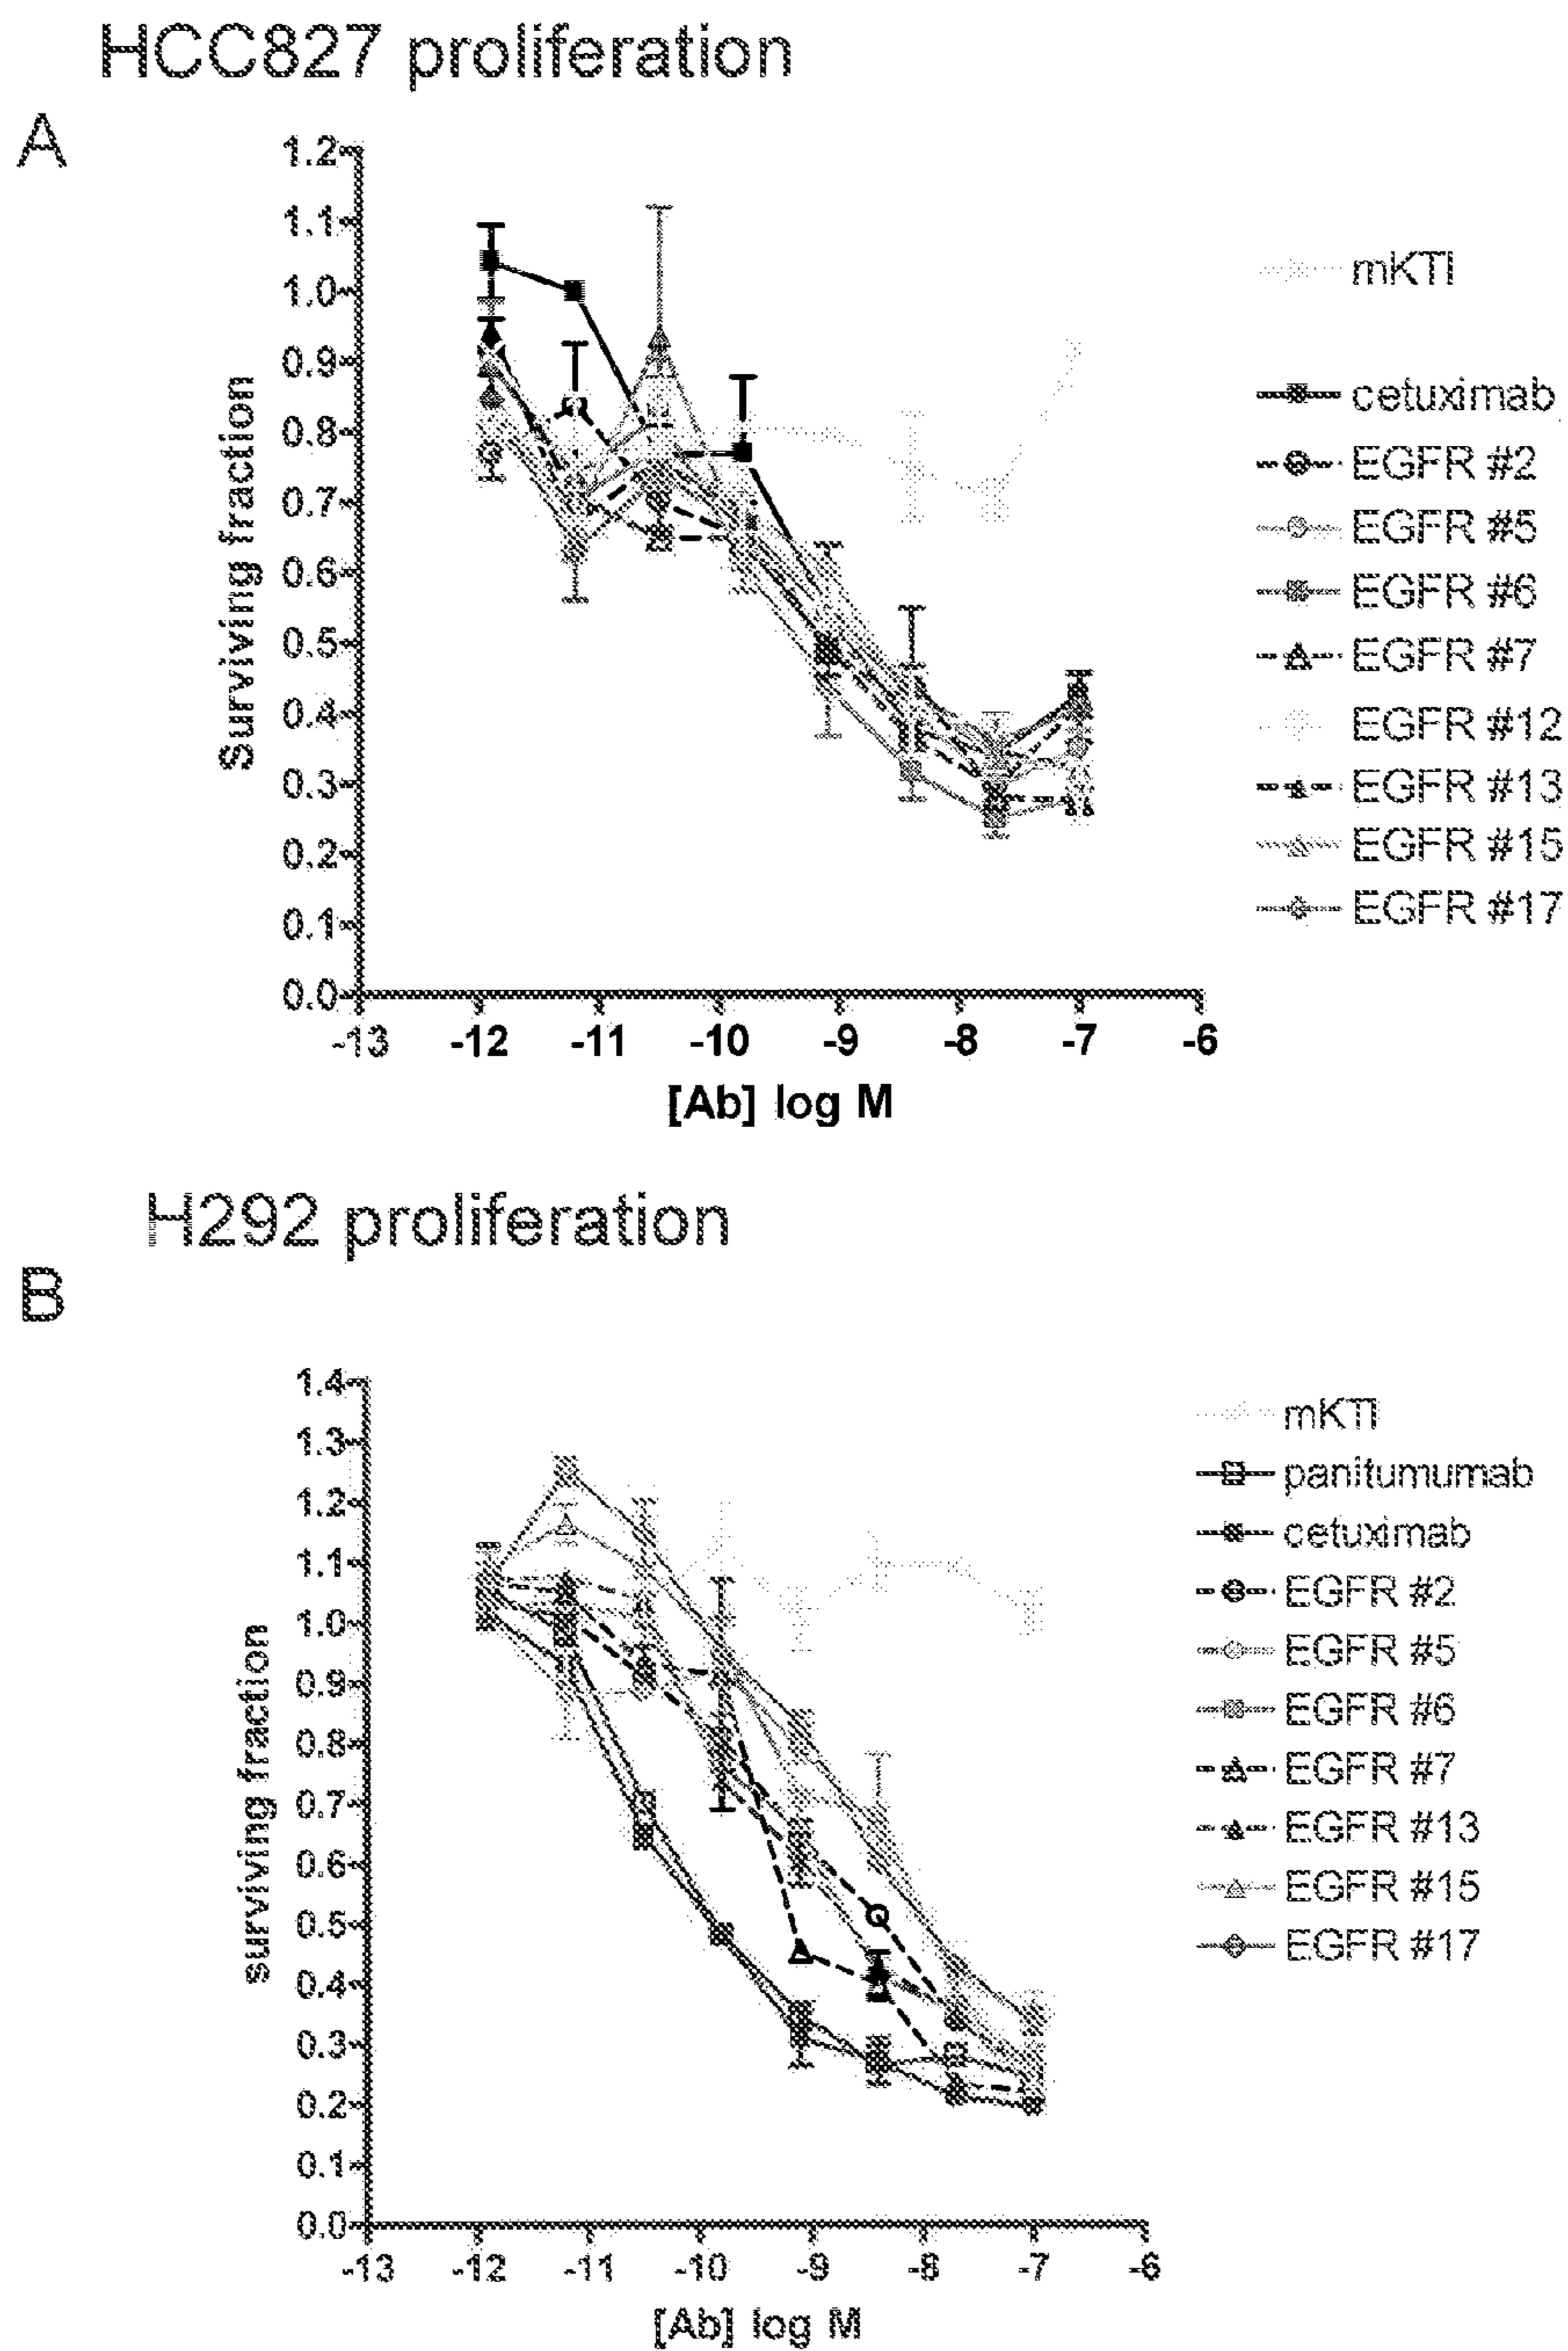 HCC827 proliferation
A
1.2
1.1
1.0
0.9
0.8
0.7
0.6
0.5
0.4
0.3
0.2
0.1
0.0
Surviving fraction
-13 -12 -11 -10 -9 -8 -7 -6
[Ab] log M
mKTI
cetuximab
EGFR #2
EGFR #5
EGFR #6
EGFR #7
EGFR #12
EGFR #13
EGFR #15
EGFR #17
H292 proliferation
B
1.4
1.3
1.2
1.1
1.0
0.9
0.8
0.7
0.6
0.5
0.4
0.3
0.2
0.1
0.0
surviving fraction
-13 -12 -11 -10 -9 -8 -7 -6
[Ab] log M
mKTI
panitumumab
cetuximab
EGFR #2
EGFR #5
EGFR #6
EGFR #7
EGFR #13
EGFR #15
EGFR #17